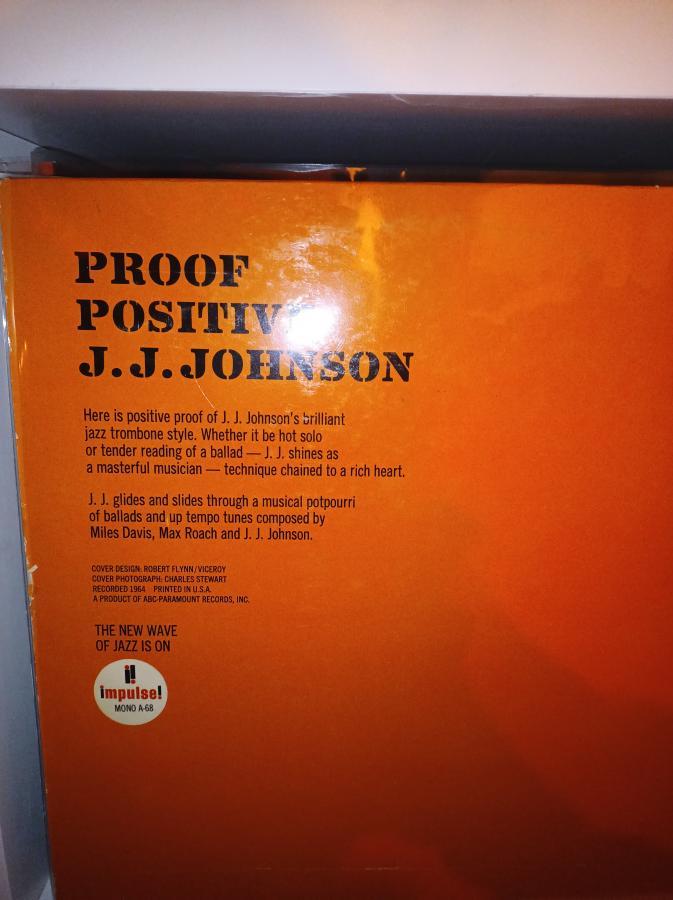 PROOF
POSITIVE
J.J.JOHNSON
Here is positive proof of J. J. Johnson's brilliant
jazz trombone style. Whether it be hot solo
or tender reading of a ballad — J. J. shines as
a masterful musician — technique chained to a rich heart.
J. J. glides and slides through a musical potpourri
of ballads and up tempo tunes composed by
Miles Davis, Max Roach and J. J. Johnson.
COVER DESIGN: ROBERT FLYNN/VICEROY
COVER PHOTOGRAPH: CHARLES STEWART
RECORDED 1964 PRINTED IN U.S.A.
A PRODUCT OF ABC-PARAMOUNT RECORDS, INC.
THE NEW WAVE
OF JAZZ IS ON
i!
impulse!
MONO A-68